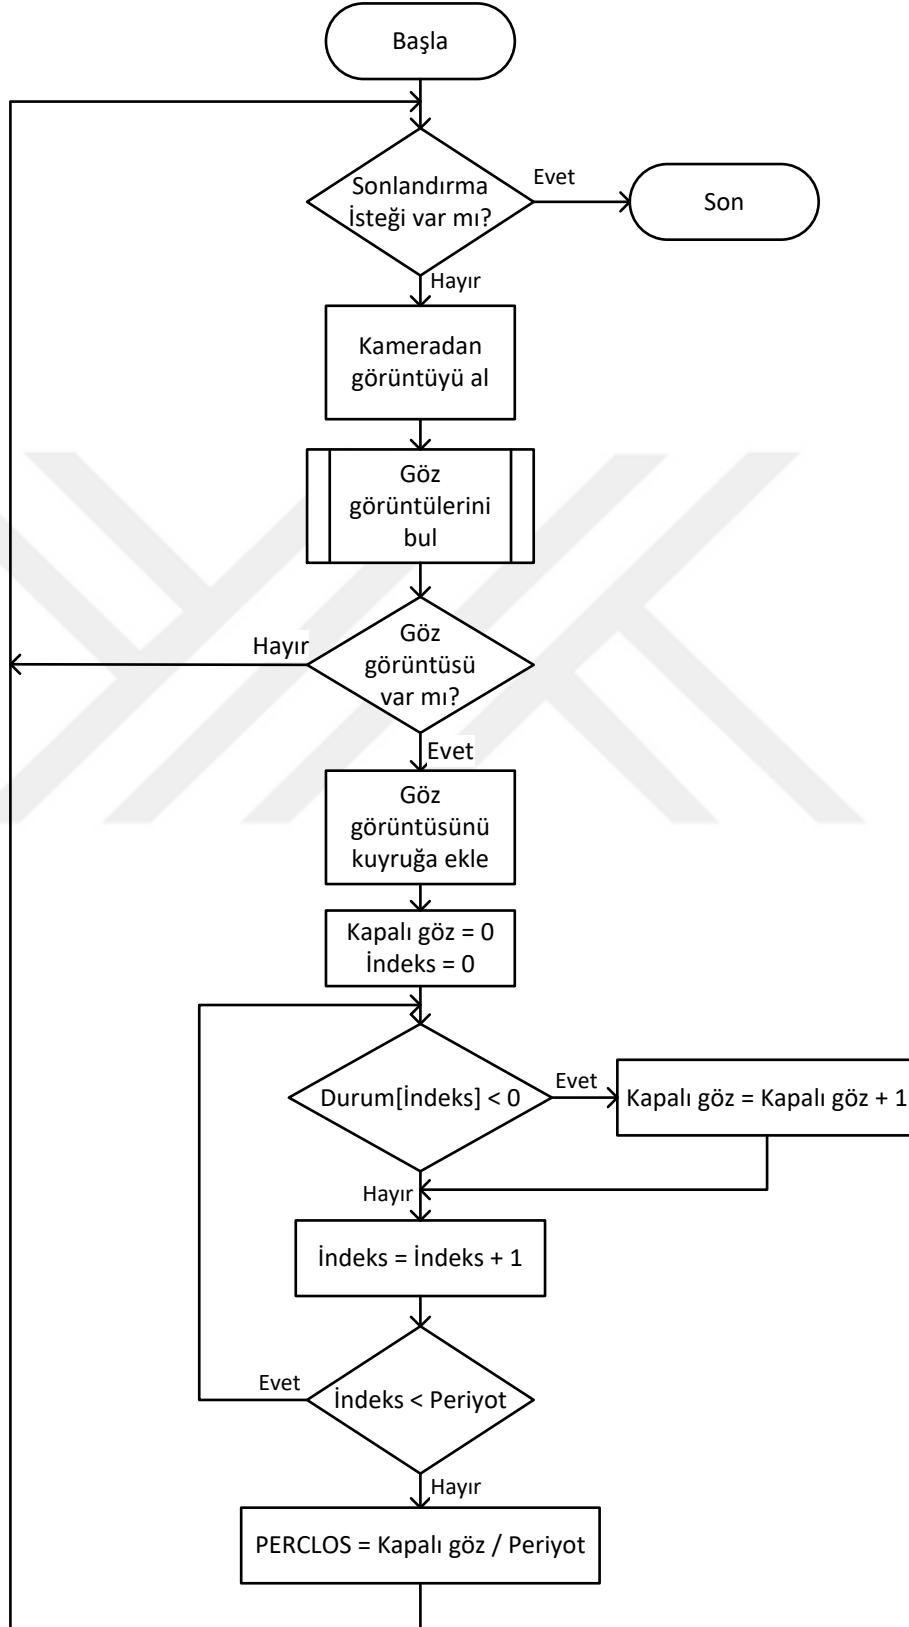 Başla
Sonlandırma
İsteği var mı?
Evet
Son
Hayır
Kameradan
görüntüyü al
Göz
görüntülerini
bul
Göz
görüntüsü
var mı?
Hayır
Evet
Göz
görüntüsünü
kuyruğa ekle
Kapalı göz = 0
İndeks = 0
Durum[İndeks] < 0
Evet
Kapalı göz = Kapalı göz + 1
Hayır
İndeks = İndeks + 1
İndeks < Periyot
Evet
Hayır
PERCLOS = Kapalı göz / Periyot